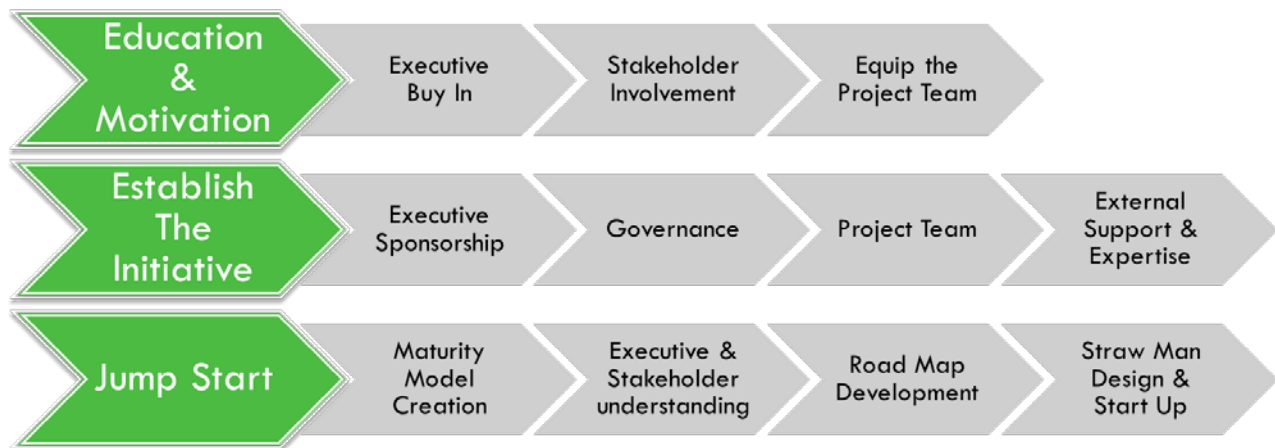 Education
&
Motivation
Executive
Buy In
Stakeholder
Involvement
Equip the
Project Team
Establish
The
Initiative
Executive
Sponsorship
Governance
Project Team
External
Support &
Expertise
Jump Start
Maturity
Model
Creation
Executive &
Stakeholder
understanding
Road Map
Development
Straw Man
Design &
Start Up